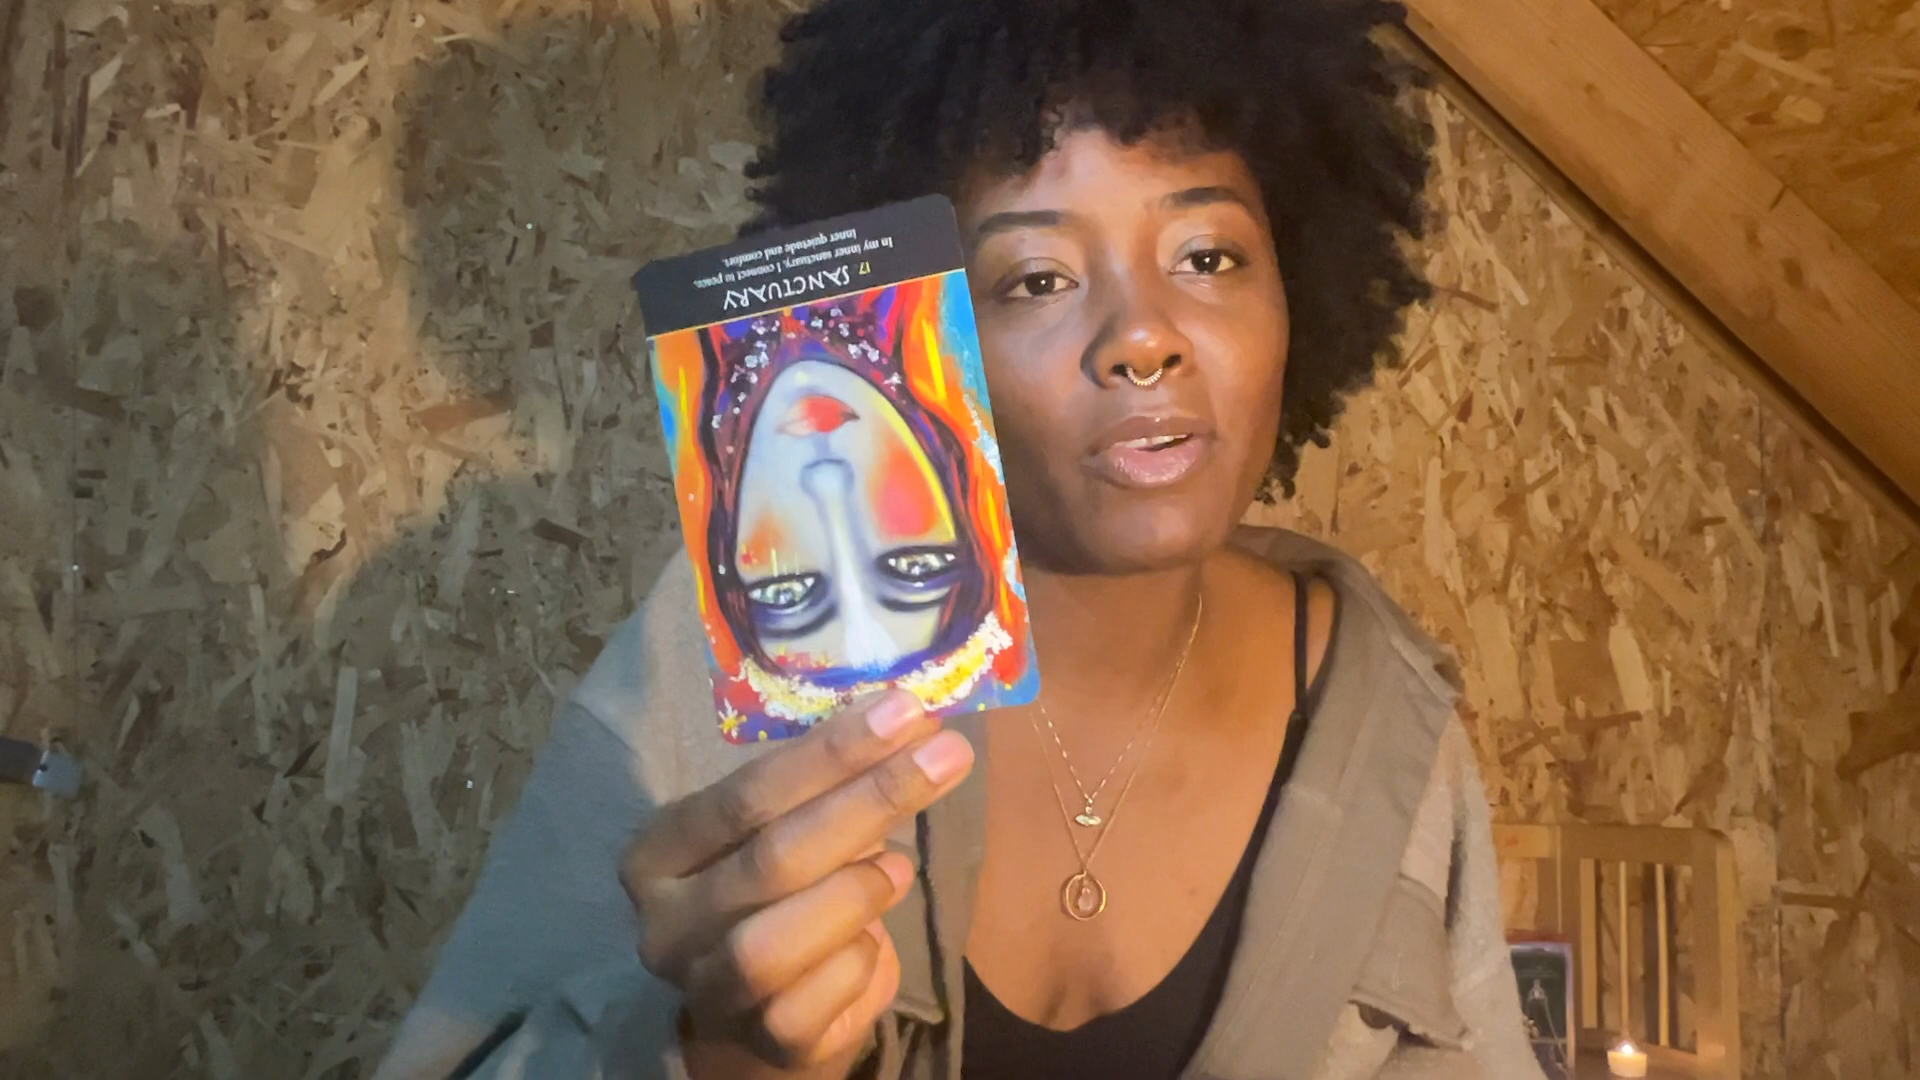 17 SANCTUARY
In my inner sanctuary, I connect to peace,
inner quietude and comfort.